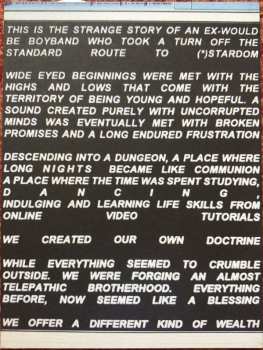 THIS IS THE STRANGE STORY OF AN EX-WOULD
BE BOYBAND WHO TOOK A TURN OFF THE
STANDARD ROUTE TO (*)STARDOM
WIDE EYED BEGINNINGS WERE MET WITH THE
HIGHS AND LOWS THAT COME WITH THE
TERRITORY OF BEING YOUNG AND HOPEFUL. A
SOUND CREATED PURELY WITH UNCORRUPTED
MINDS WAS EVENTUALLY MET WITH BROKEN
PROMISES AND A LONG ENDURED FRUSTRATION
DESCENDING INTO A DUNGEON, A PLACE WHERE
LONG NIGHTS BECAME LIKE COMMUNION
A PLACE WHERE THE TIME WAS SPENT STUDYING,
D A N C I N G ,
INDULGING AND LEARNING LIFE SKILLS FROM
ONLINE VIDEO TUTORIALS
WE CREATED OUR OWN DOCTRINE
WHILE EVERYTHING SEEMED TO CRUMBLE
OUTSIDE. WE WERE FORGING AN ALMOST
TELEPATHIC BROTHERHOOD. EVERYTHING
BEFORE, NOW SEEMED LIKE A BLESSING
WE OFFER A DIFFERENT KIND OF WEALTH